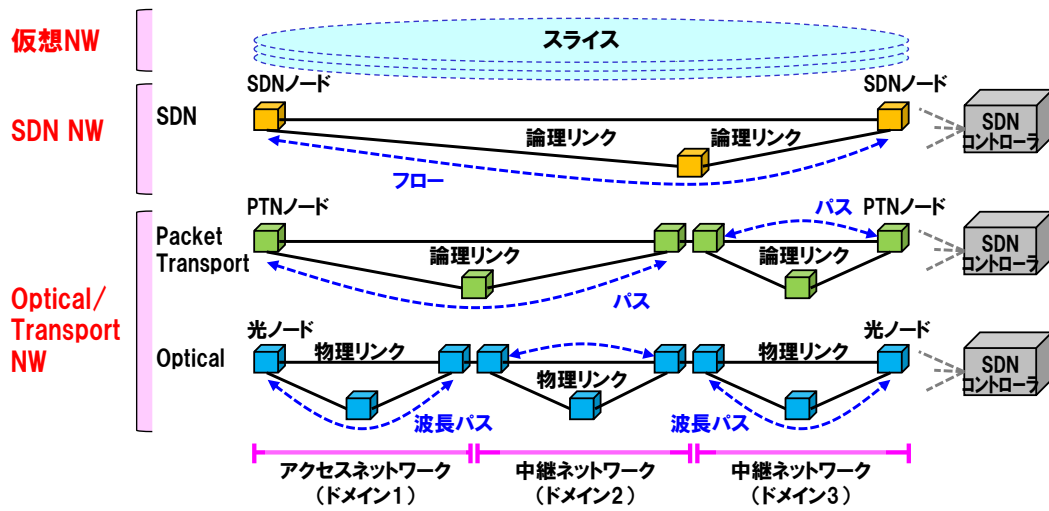 仮想NW
スライス
SDNノード
SDNノード
SDN NW
SDN
論理リンク
論理リンク
フロー
SDN
コントローラ
PTNノード
パス
PTNノード
Packet
Transport
論理リンク
論理リンク
パス
SDN
コントローラ
Optical/
Transport
NW
光ノード
光ノード
Optical
物理リンク
物理リンク
物理リンク
波長パス
波長パス
SDN
コントローラ
アクセスネットワーク
（ドメイン1）
中継ネットワーク
（ドメイン2）
中継ネットワーク
（ドメイン3）